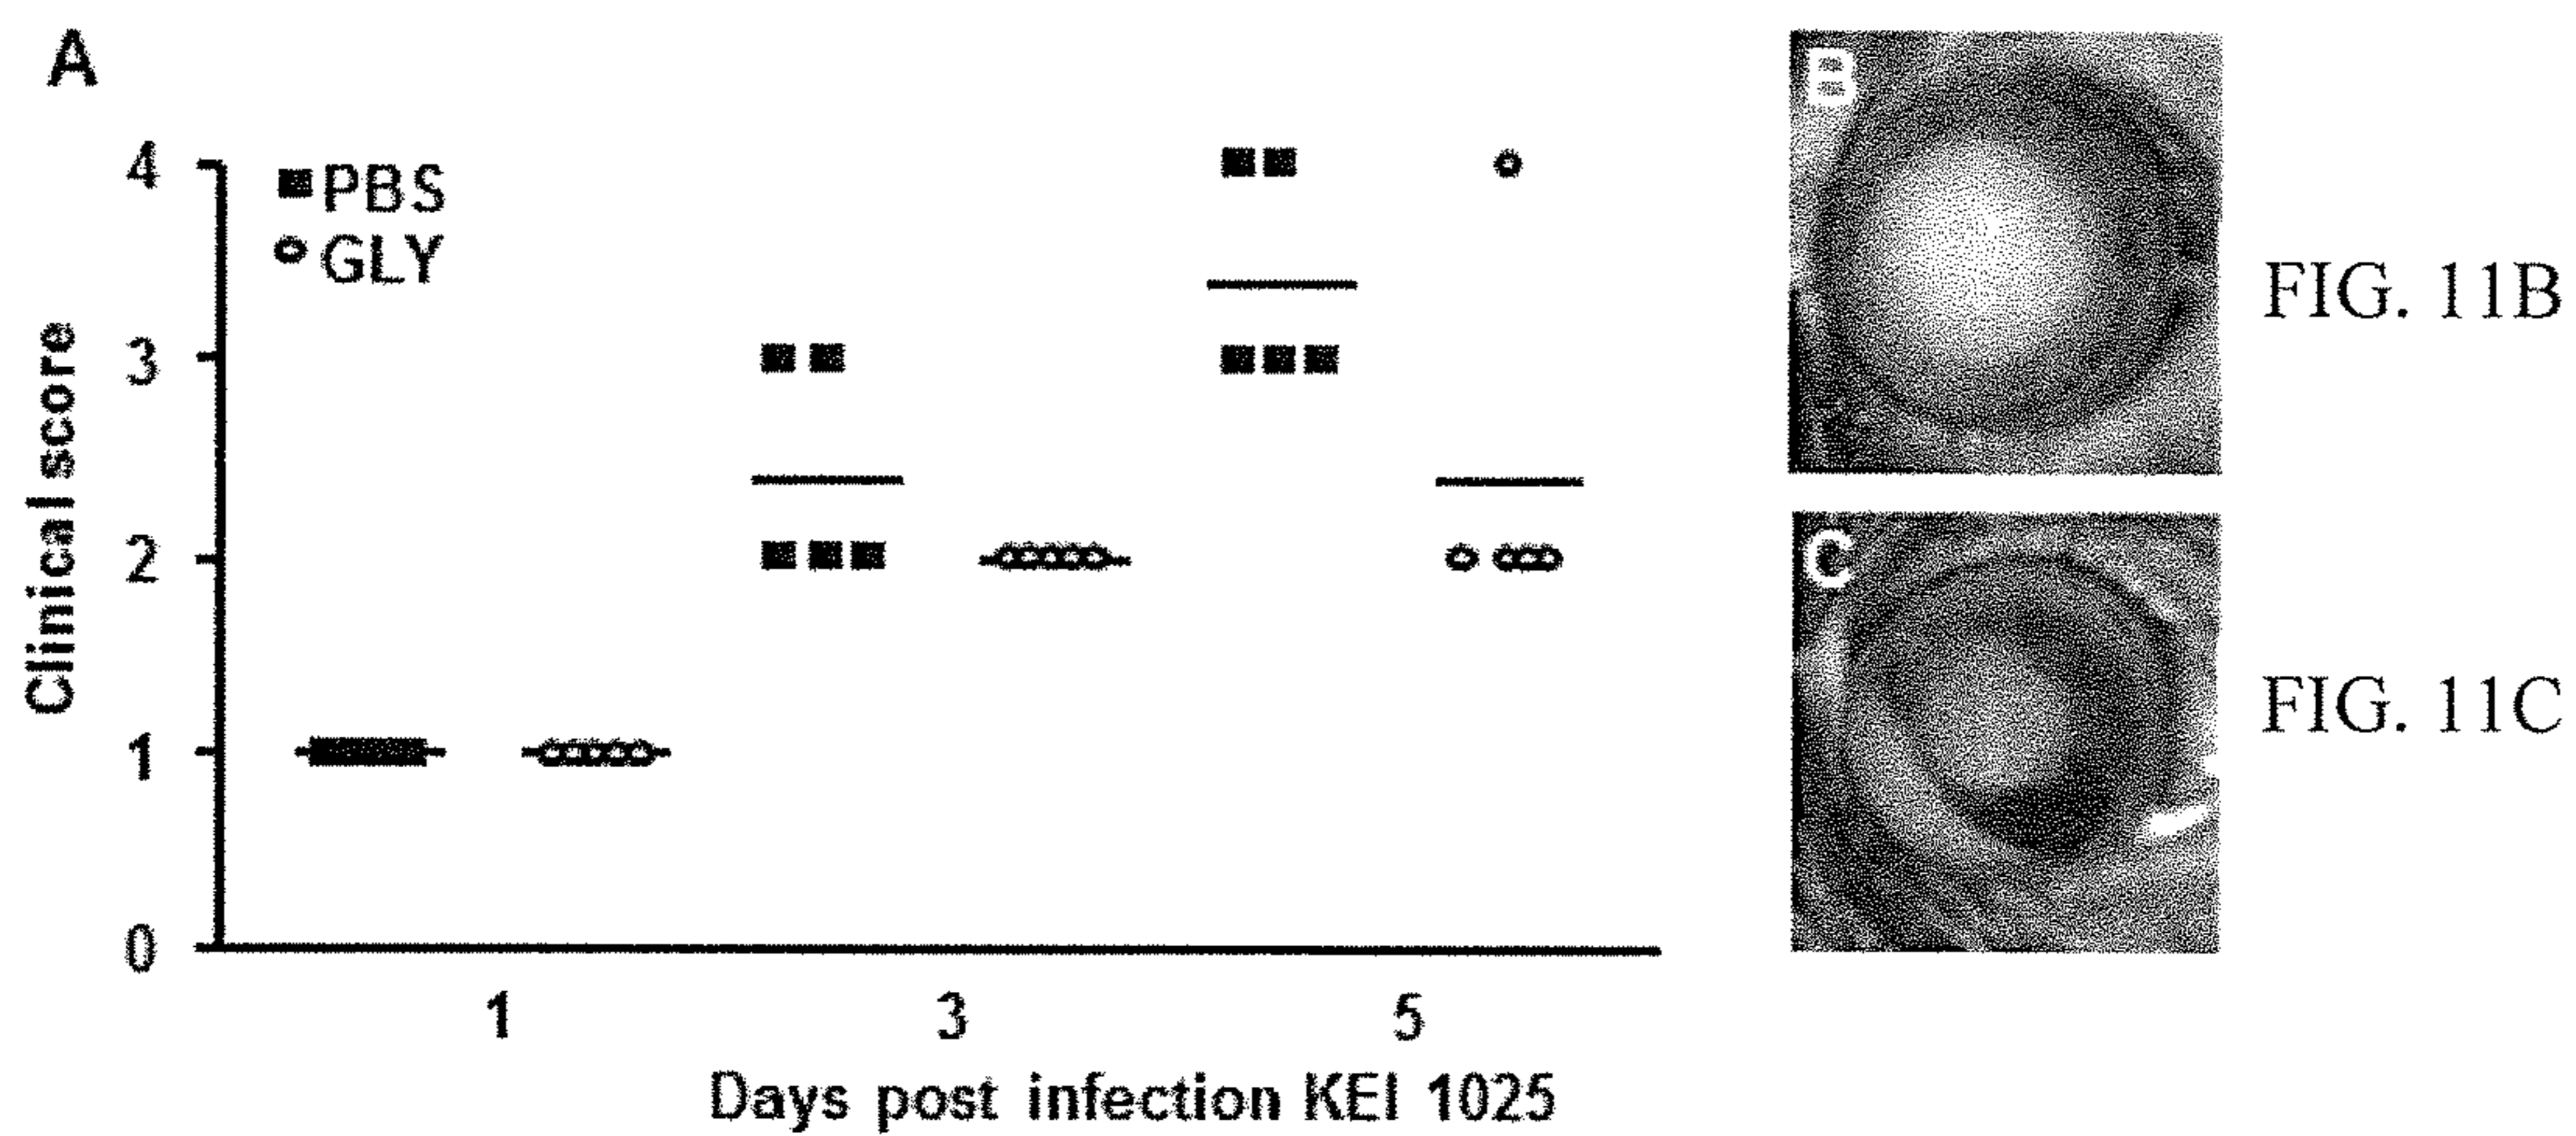 A
4
3
2
1
0
Clinical score
PBS
GLY
1
3
5
Days post infection KEI 1025
B
FIG. 11B
C
FIG. 11C